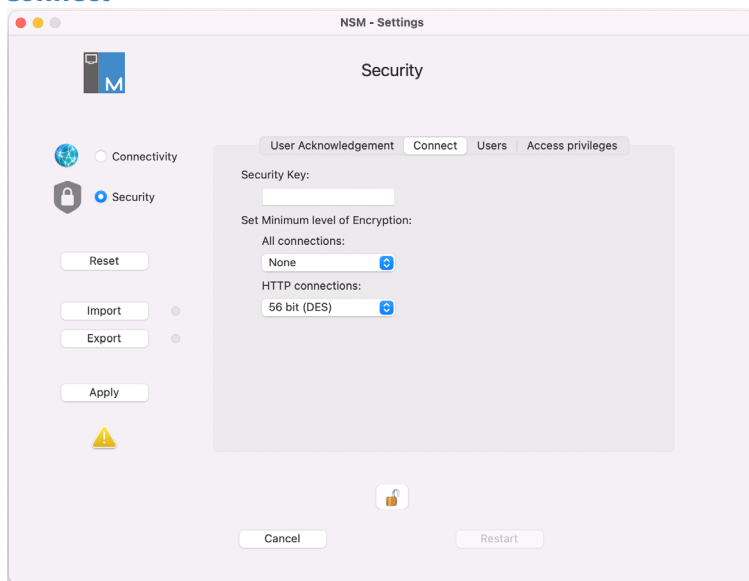 NSM - Settings
M
Security
User Acknowledgement Connect Users Access privileges
Connectivity
Security
Security Key:
Set Minimum level of Encryption:
All connections:
None
HTTP connections:
56 bit (DES)
Reset
Import
Export
Apply
Cancel
Restart